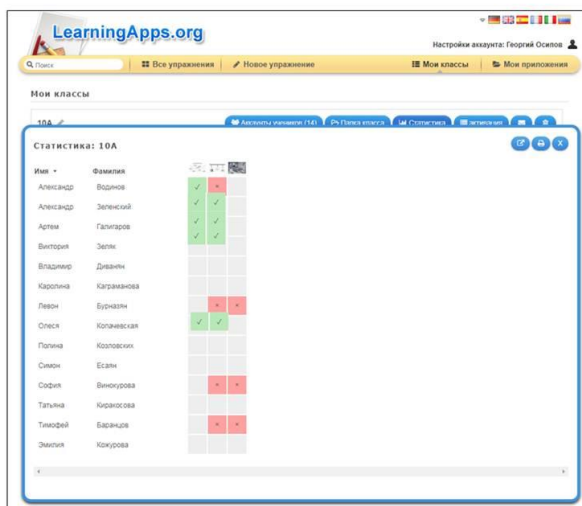 LearningApps.org
Настройки аккаунта: Георгий Осипов
Поиск
Все упражнения
Новое упражнение
Мои классы
Мои приложения
Мои классы
10А
Аккаунты учеников (14)
Папка класса
Статистика
Статистика: 10А
Имя Фамилия
Александр Водинов
Александр Зеленский
Артем Галигаров
Виктория Зеляк
Владимир Диванян
Каролина Каграманова
Левон Бурназян
Олеся Копачевская
Полина Козловских
Симон Есаян
София Винокурова
Татьяна Киракосова
Тимофей Баранцов
Эмилия Кожурова